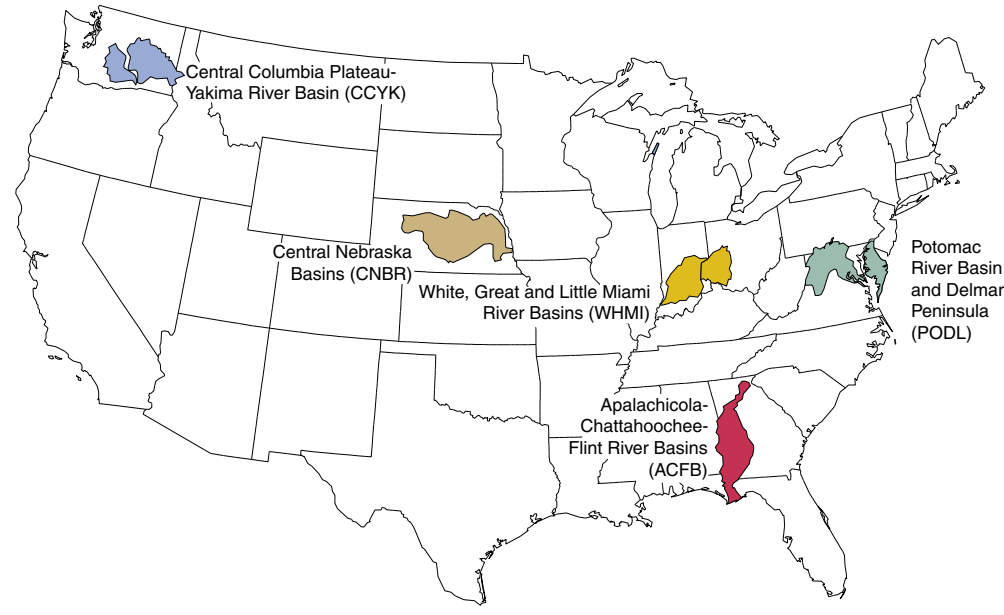 Central Columbia Plateau-
Yakima River Basin (CCYK)
Central Nebraska
Basins (CNBR)
White, Great and Little Miami
River Basins (WHMI)
Potomac
River Basin
and Delmar
Peninsula
(PODL)
Apalachicola-
Chattahoochee-
Flint River Basins
(ACFB)